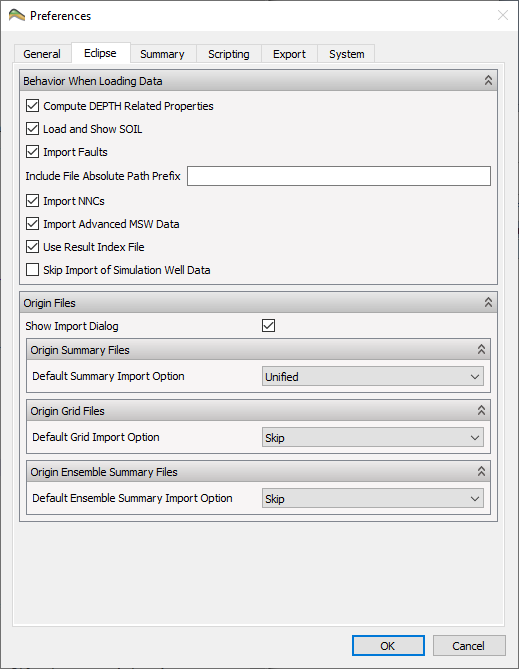 Preferences
General
Eclipse
Summary
Scripting
Export
System
Behavior When Loading Data
Compute DEPTH Related Properties
Load and Show SOIL
Import Faults
Include File Absolute Path Prefix
Import NNCs
Import Advanced MSW Data
Use Result Index File
Skip Import of Simulation Well Data
Origin Files
Show Import Dialog
Origin Summary Files
Default Summary Import Option
Unified
Origin Grid Files
Default Grid Import Option
Skip
Origin Ensemble Summary Files
Default Ensemble Summary Import Option
Skip
OK
Cancel